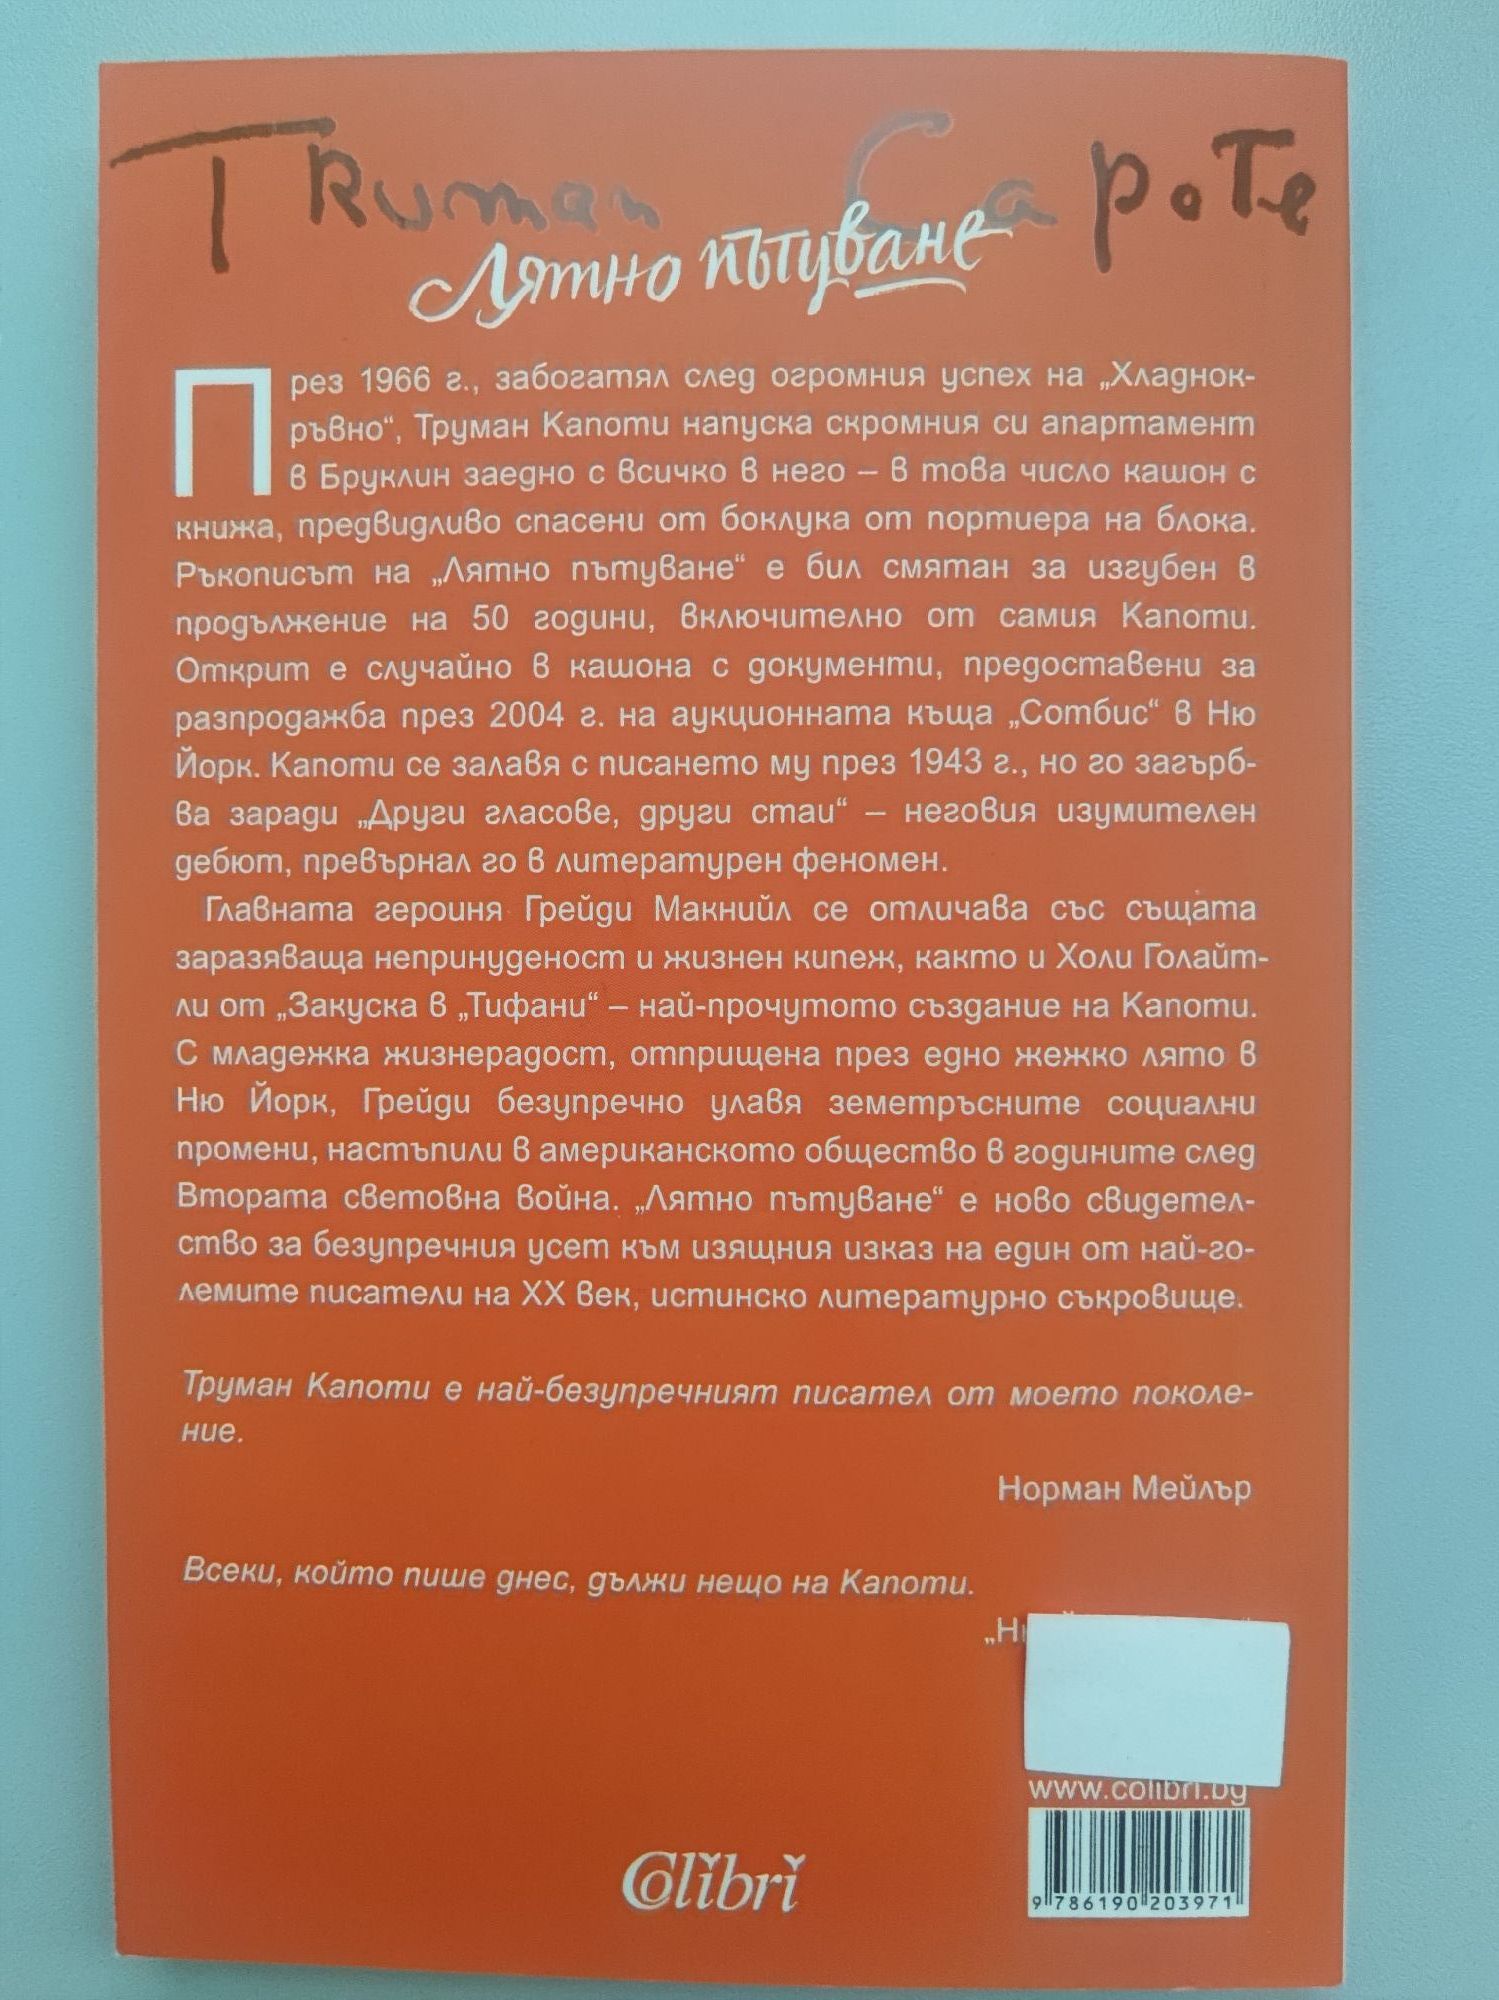 Truman Capote
Лятно пътуване
През 1966 г., забогатял след огромния успех на „Хладнок-
ръвно“, Труман Капоти напуска скромния си апартамент
в Бруклин заедно с всичко в него – в това число кашон с
книжа, предвидливо спасени от боклука от портиера на блока.
Ръкописът на „Лятно пътуване“ е бил смятан за изгубен в
продължение на 50 години, включително от самия Капоти.
Открит е случайно в кашона с документи, предоставени за
разпродажба през 2004 г. на аукционната къща „Сотбис“ в Ню
Йорк. Капоти се залавя с писането му през 1943 г., но го загърб-
ва заради „Други гласове, други стаи“ – неговия изумителен
дебют, превърнал го в литературен феномен.
Главната героиня Грейди Макнийл се отличава със същата
заразяваща непринуденост и жизнен кипеж, както и Холи Голайт-
ли от „Закуска в „Тифани“ – най-прочутото създание на Капоти.
С младежка жизнерадост, отприщена през едно жежко лято в
Ню Йорк, Грейди безупречно улавя земетръсните социални
промени, настъпили в американското общество в годините след
Втората световна война. „Лятно пътуване“ е ново свидетел-
ство за безупречния усет към изящния изказ на един от най-го-
лемите писатели на XX век, истинско литературно съкровище.
Труман Капоти е най-безупречният писател от моето поколе-
ние.
Норман Мейлър
Всеки, който пише днес, дължи нещо на Капоти.
www.colibri.bg
Colibri
9 786190 203971